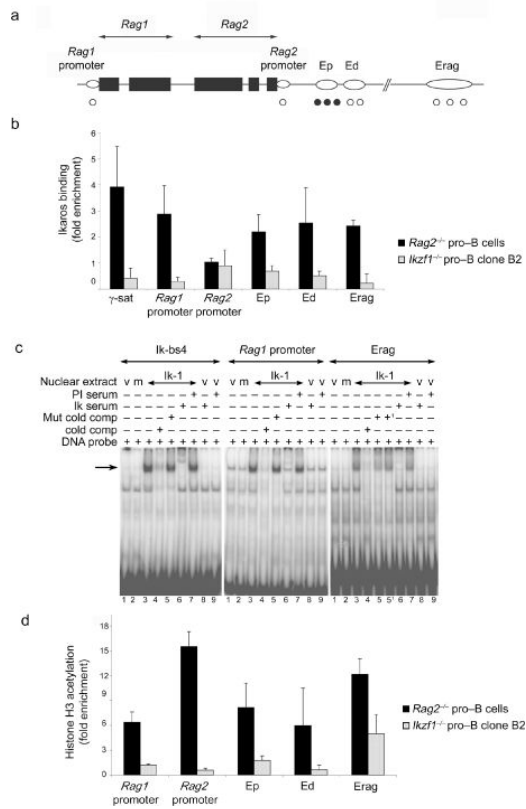 a
Rag1
Rag2
Rag1
promoter
Rag2
promoter
Ep
Ed
Erag
b
Ikaros binding
(fold enrichment)
6
5
4
3
2
1
0
γ-sat
Rag1
promoter
Rag2
promoter
Ep
Ed
Erag
Rag2-/- pro–B cells
Ikzf1-/- pro–B clone B2
c
Ik-bs4
Rag1 promoter
Erag
Nuclear extract v m Ik-1 v v v m Ik-1 v v v m Ik-1 v v
PI serum – – – – – – + – + – – – – – – + – + – – – – – – – + – +
Ik serum – – – – – + – + – – – – – – + – + – – – – – – – + – + –
Mut cold comp – – – – + – – – – – – – – + – – – – – – – – + +' – – – –
cold comp – – – + – – – – – – – – + – – – – – – – – + – – – – – –
DNA probe + + + + + + + + + + + + + + + + + + + + + + + + + + + +
1 2 3 4 5 6 7 8 9 1 2 3 4 5 6 7 8 9 1 2 3 4 5 5' 6 7 8 9
d
Histone H3 acetylation
(fold enrichment)
18
15
12
9
6
3
0
Rag1
promoter
Rag2
promoter
Ep
Ed
Erag
Rag2-/- pro–B cells
Ikzf1-/- pro–B clone B2